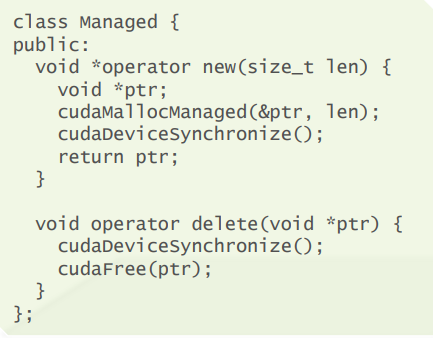 class Managed {
public:
  void *operator new(size_t len) {
    void *ptr;
    cudaMallocManaged(&ptr, len);
    cudaDeviceSynchronize();
    return ptr;
  }

  void operator delete(void *ptr) {
    cudaDeviceSynchronize();
    cudaFree(ptr);
  }
};